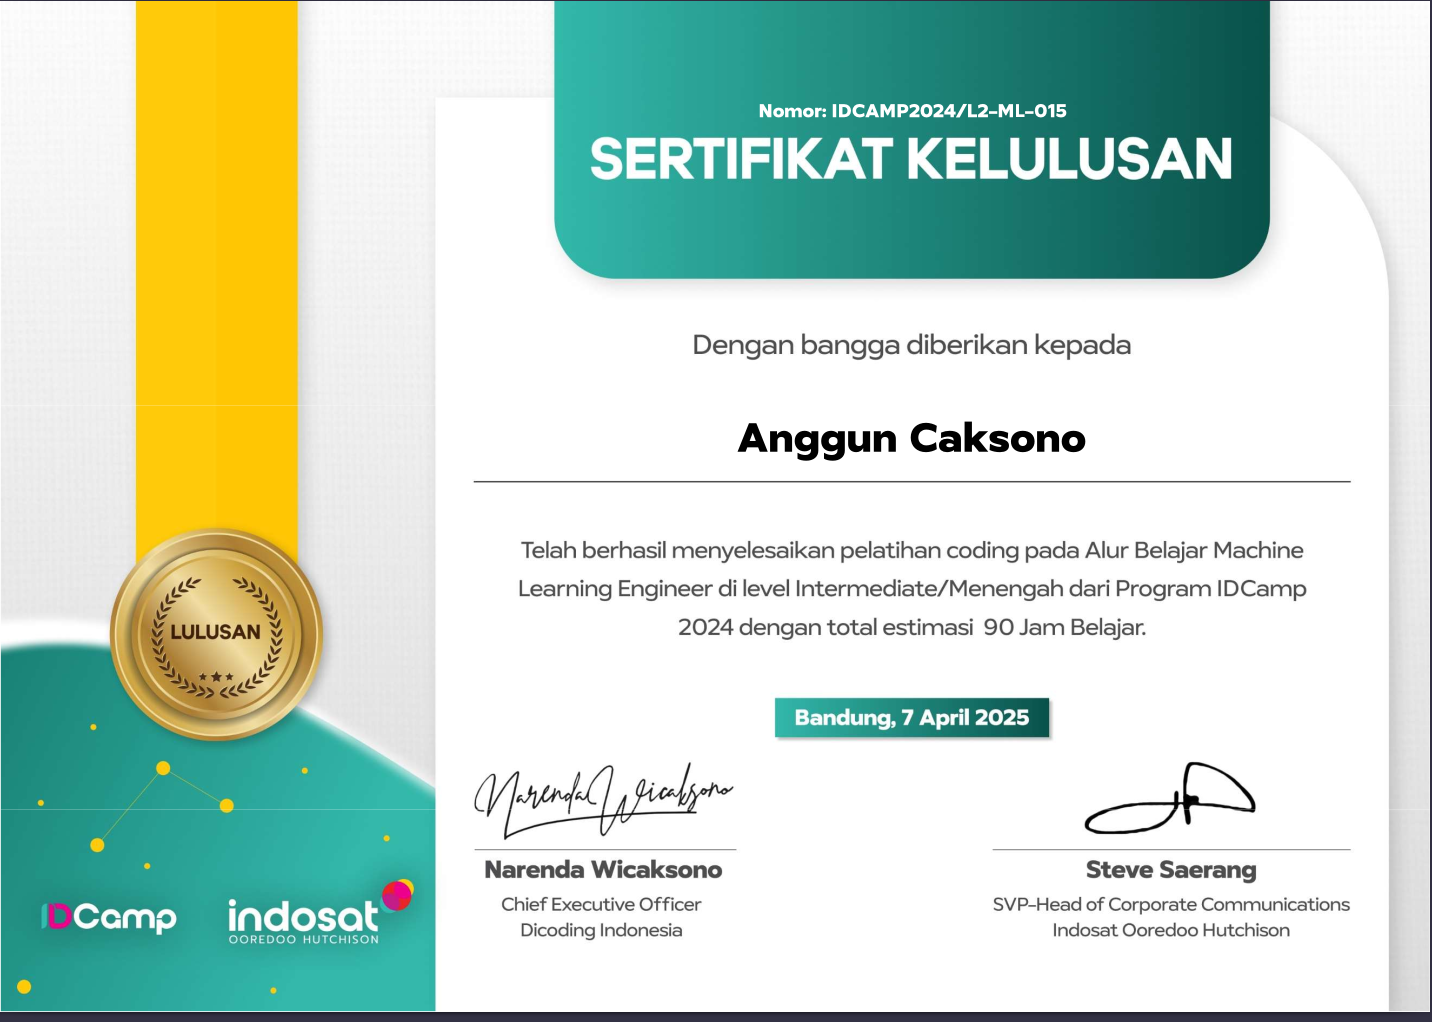 Nomor: IDCAMP2024/L2-ML-015
SERTIFIKAT KELULUSAN
Dengan bangga diberikan kepada
Anggun Caksono
Telah berhasil menyelesaikan pelatihan coding pada Alur Belajar Machine
Learning Engineer di level Intermediate/Menengah dari Program IDCamp
2024 dengan total estimasi  90 Jam Belajar.
LULUSAN
Bandung, 7 April 2025
Narenda Wicaksono
Narenda Wicaksono
Chief Executive Officer
Dicoding Indonesia
Steve Saerang
SVP-Head of Corporate Communications
Indosat Ooredoo Hutchison
IDCamp
indosat
OOREDOO HUTCHISON